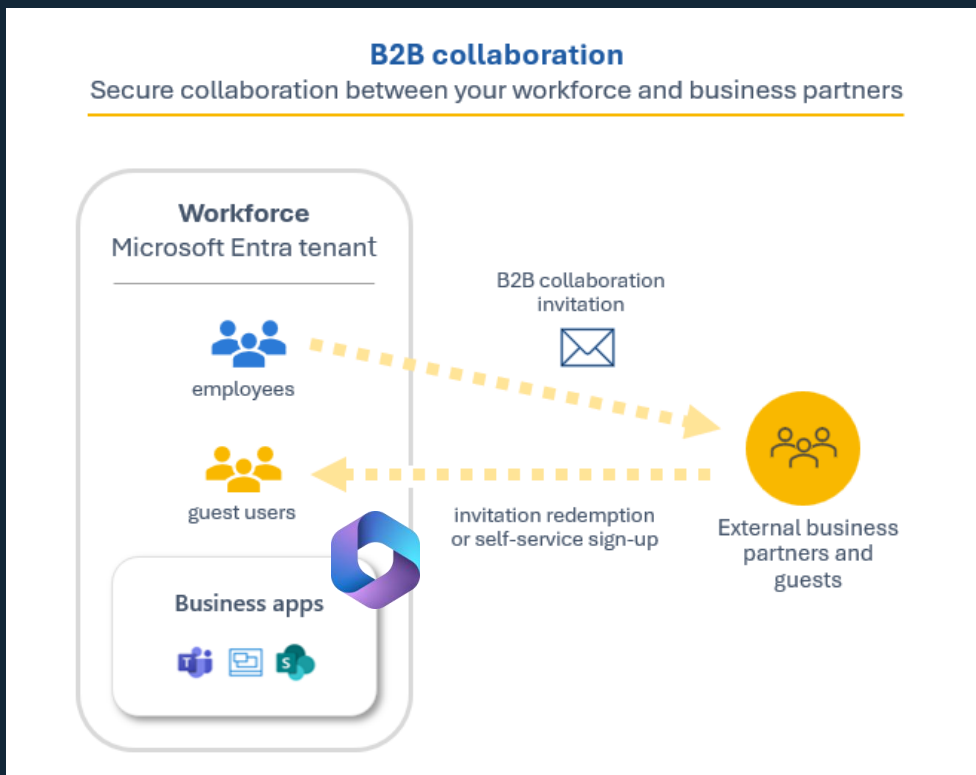 B2B collaboration
Secure collaboration between your workforce and business partners
Workforce
Microsoft Entra tenant
employees
guest users
Business apps
T
S
B2B collaboration
invitation
invitation redemption
or self-service sign-up
External business
partners and
guests